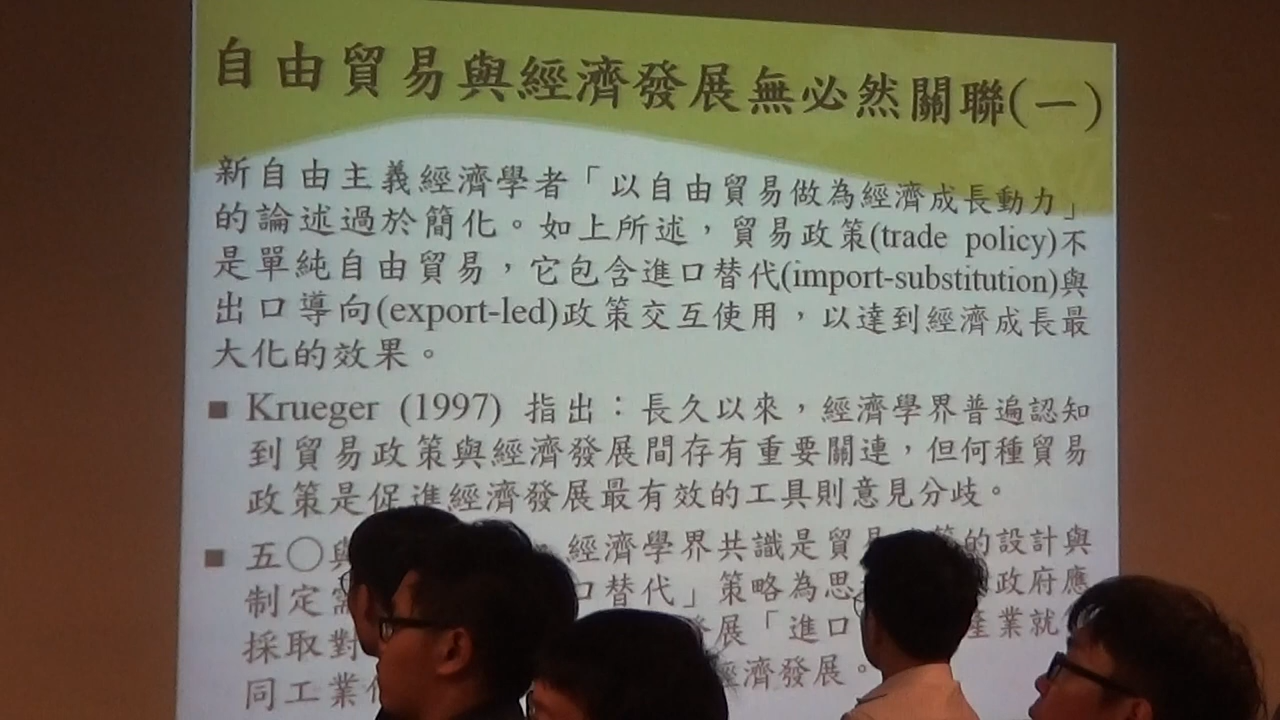 自由貿易與經濟發展無必然關聯(一)
新自由主義經濟學者「以自由貿易做為經濟成長動力」
的論述過於簡化。如上所述，貿易政策(trade policy)不
是單純自由貿易，它包含進口替代(import-substitution)與
出口導向(export-led)政策交互使用，以達到經濟成長最
大化的效果。
■ Krueger (1997) 指出：長久以來，經濟學界普遍認知
到貿易政策與經濟發展間存有重要關連，但何種貿易
政策是促進經濟發展最有效的工具則意見分歧。
■ 五〇與 經濟學界共識是貿易 的設計與
制定 口替代」策略為思 政府應
採取對 發展「進口 產業就
同工業 經濟發展。